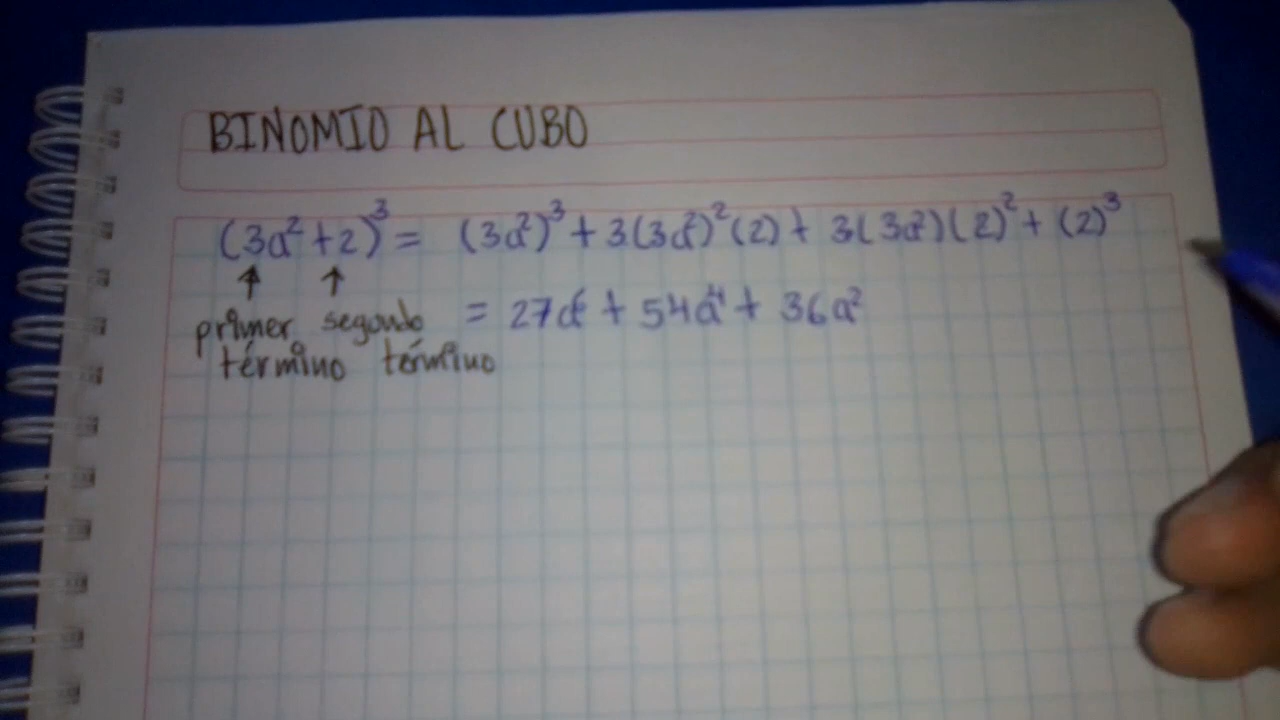 BINOMIO AL CUBO
(3a² + 2)³ = (3a²)³ + 3(3a²)²(2) + 3(3a²)(2)² + (2)³
= 27a⁶ + 54a⁴ + 36a²
primer segundo
término término